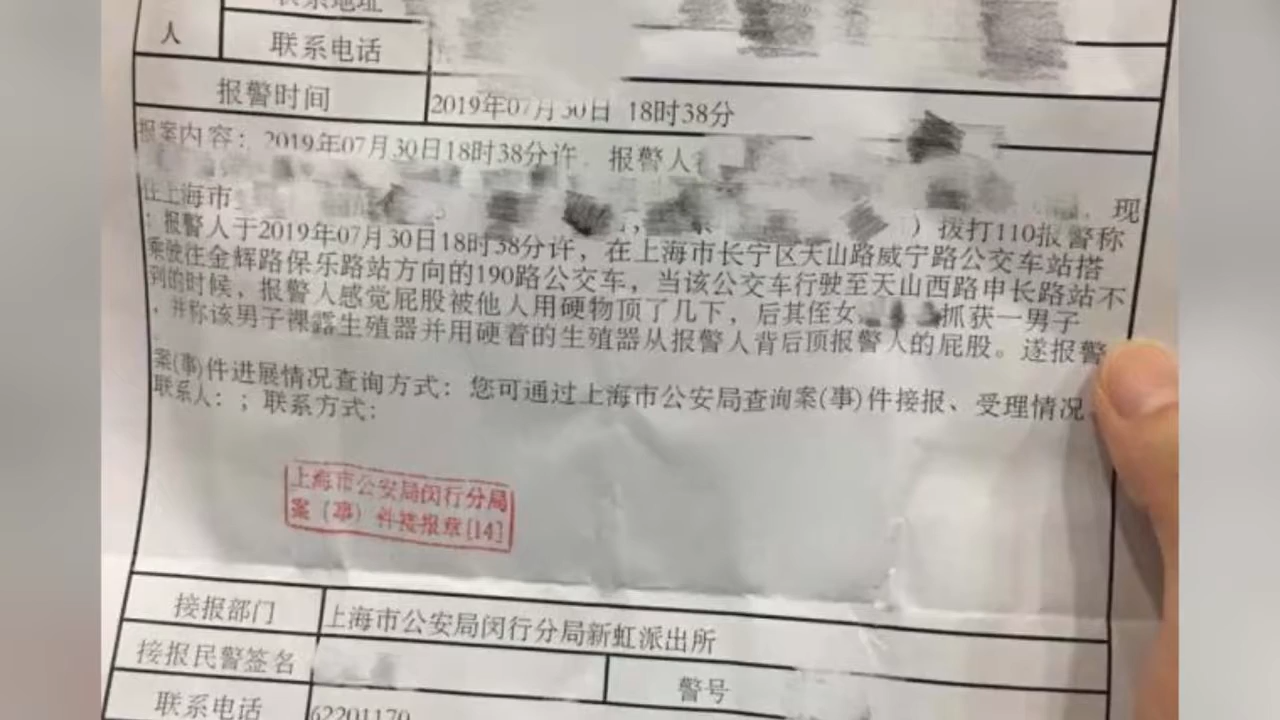 联系地址
人
联系电话
报警时间
2019年07月30日 18时38分
报案内容：2019年07月30日18时38分许，报警人
住上海市
）拨打110报警称
现
：报警人于2019年07月30日18时38分许，在上海市长宁区天山路威宁路公交车站搭
乘驶往金辉路保乐路站方向的190路公交车，当该公交车行驶至天山西路申长路站不
到的时候，报警人感觉屁股被他人用硬物顶了几下，后其侄女
抓获一男子
，并称该男子裸露生殖器并用硬着的生殖器从报警人背后顶报警人的屁股。遂报警
案(事)件进展情况查询方式：您可通过上海市公安局查询案(事)件接报、受理情况
联系人：；联系方式：
上海市公安局闵行分局
案（事）件接报章[14]
接报部门
上海市公安局闵行分局新虹派出所
接报民警签名
警号
联系电话
62201170